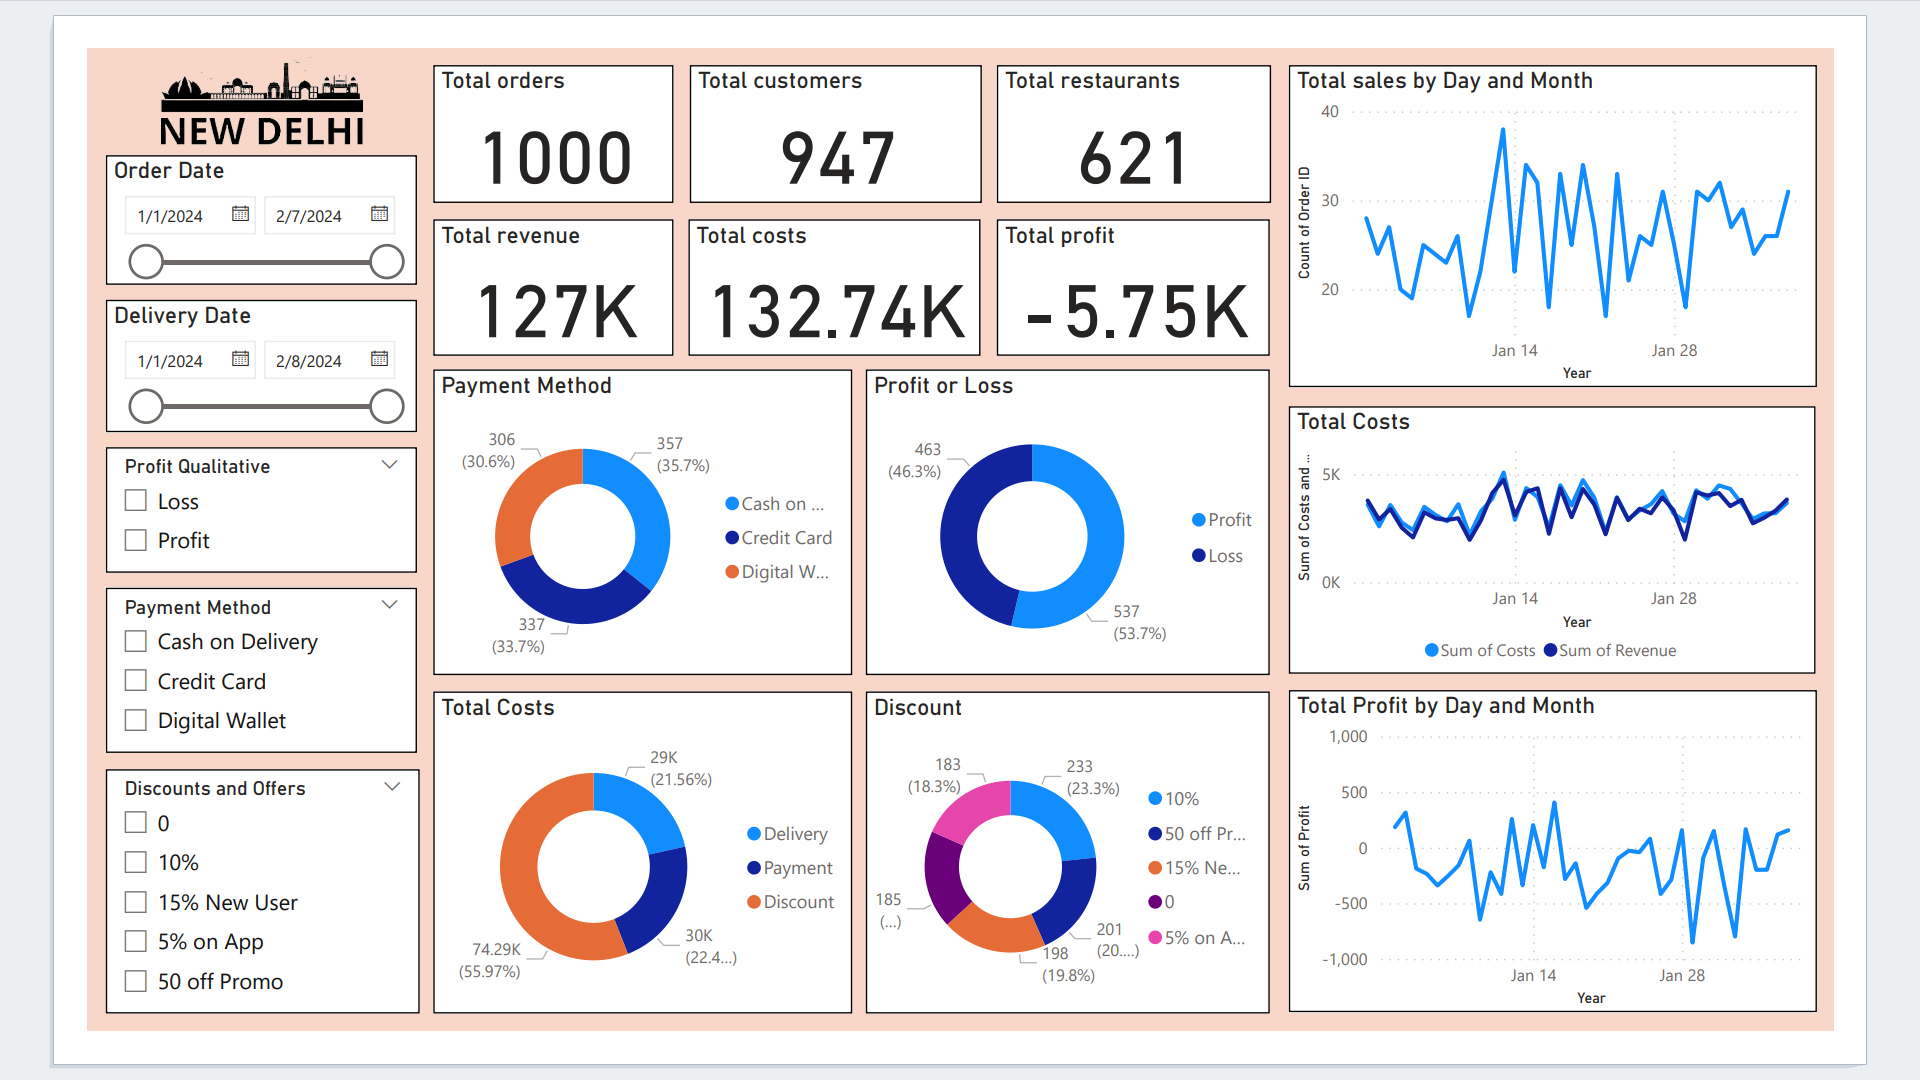 NEW DELHI
Order Date
1/1/2024
2/7/2024
Delivery Date
1/1/2024
2/8/2024
Profit Qualitative
Loss
Profit
Payment Method
Cash on Delivery
Credit Card
Digital Wallet
Discounts and Offers
0
10%
15% New User
5% on App
50 off Promo
Total orders
1000
Total customers
947
Total restaurants
621
Total revenue
127K
Total costs
132.74K
Total profit
-5.75K
Payment Method
306
(30.6%)
357
(35.7%)
337
(33.7%)
Cash on ...
Credit Card
Digital W...
Profit or Loss
463
(46.3%)
537
(53.7%)
Profit
Loss
Total Costs
29K
(21.56%)
30K
(22.4...)
74.29K
(55.97%)
Delivery
Payment
Discount
Discount
183
(18.3%)
233
(23.3%)
185
(...)
201
(20....)
198
(19.8%)
10%
50 off Pr...
15% Ne...
0
5% on A...
Total sales by Day and Month
Count of Order ID
40
30
20
Jan 14
Jan 28
Year
Total Costs
Sum of Costs and ...
5K
0K
Jan 14
Jan 28
Year
Sum of Costs
Sum of Revenue
Total Profit by Day and Month
Sum of Profit
1,000
500
0
-500
-1,000
Jan 14
Jan 28
Year